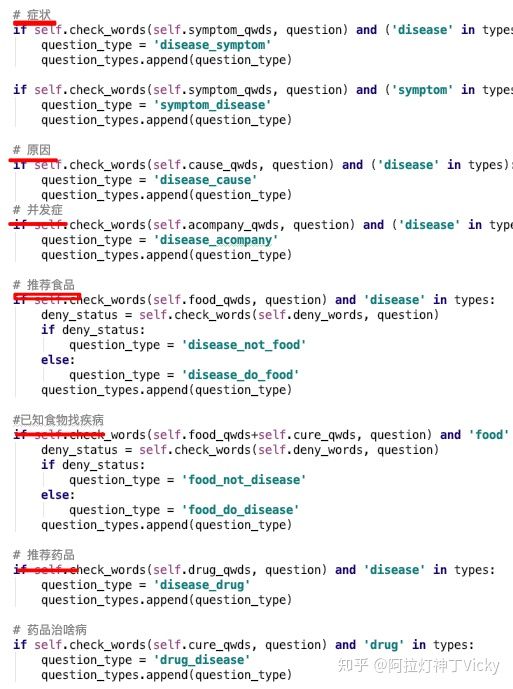 # 症状
if self.check_words(self.symptom_qwds, question) and ('disease' in types
question_type = 'disease_symptom'
question_types.append(question_type)
if self.check_words(self.symptom_qwds, question) and ('symptom' in types
question_type = 'symptom_disease'
question_types.append(question_type)
# 原因
if self.check_words(self.cause_qwds, question) and ('disease' in types):
question_type = 'disease_cause'
question_types.append(question_type)
# 并发症
if self.check_words(self.acompany_qwds, question) and ('disease' in type
question_type = 'disease_acompany'
question_types.append(question_type)
# 推荐食品
if self.check_words(self.food_qwds, question) and 'disease' in types:
deny_status = self.check_words(self.deny_words, question)
if deny_status:
question_type = 'disease_not_food'
else:
question_type = 'disease_do_food'
question_types.append(question_type)
#已知食物找疾病
if self.check_words(self.food_qwds+self.cure_qwds, question) and 'food'
deny_status = self.check_words(self.deny_words, question)
if deny_status:
question_type = 'food_not_disease'
else:
question_type = 'food_do_disease'
question_types.append(question_type)
# 推荐药品
if self.check_words(self.drug_qwds, question) and 'disease' in types:
question_type = 'disease_drug'
question_types.append(question_type)
# 药品治啥病
if self.check_words(self.cure_qwds, question) and 'drug' in types:
question_type = 'drug_disease'
question_types.append(question_type)
知乎 @阿拉灯神丁Vicky